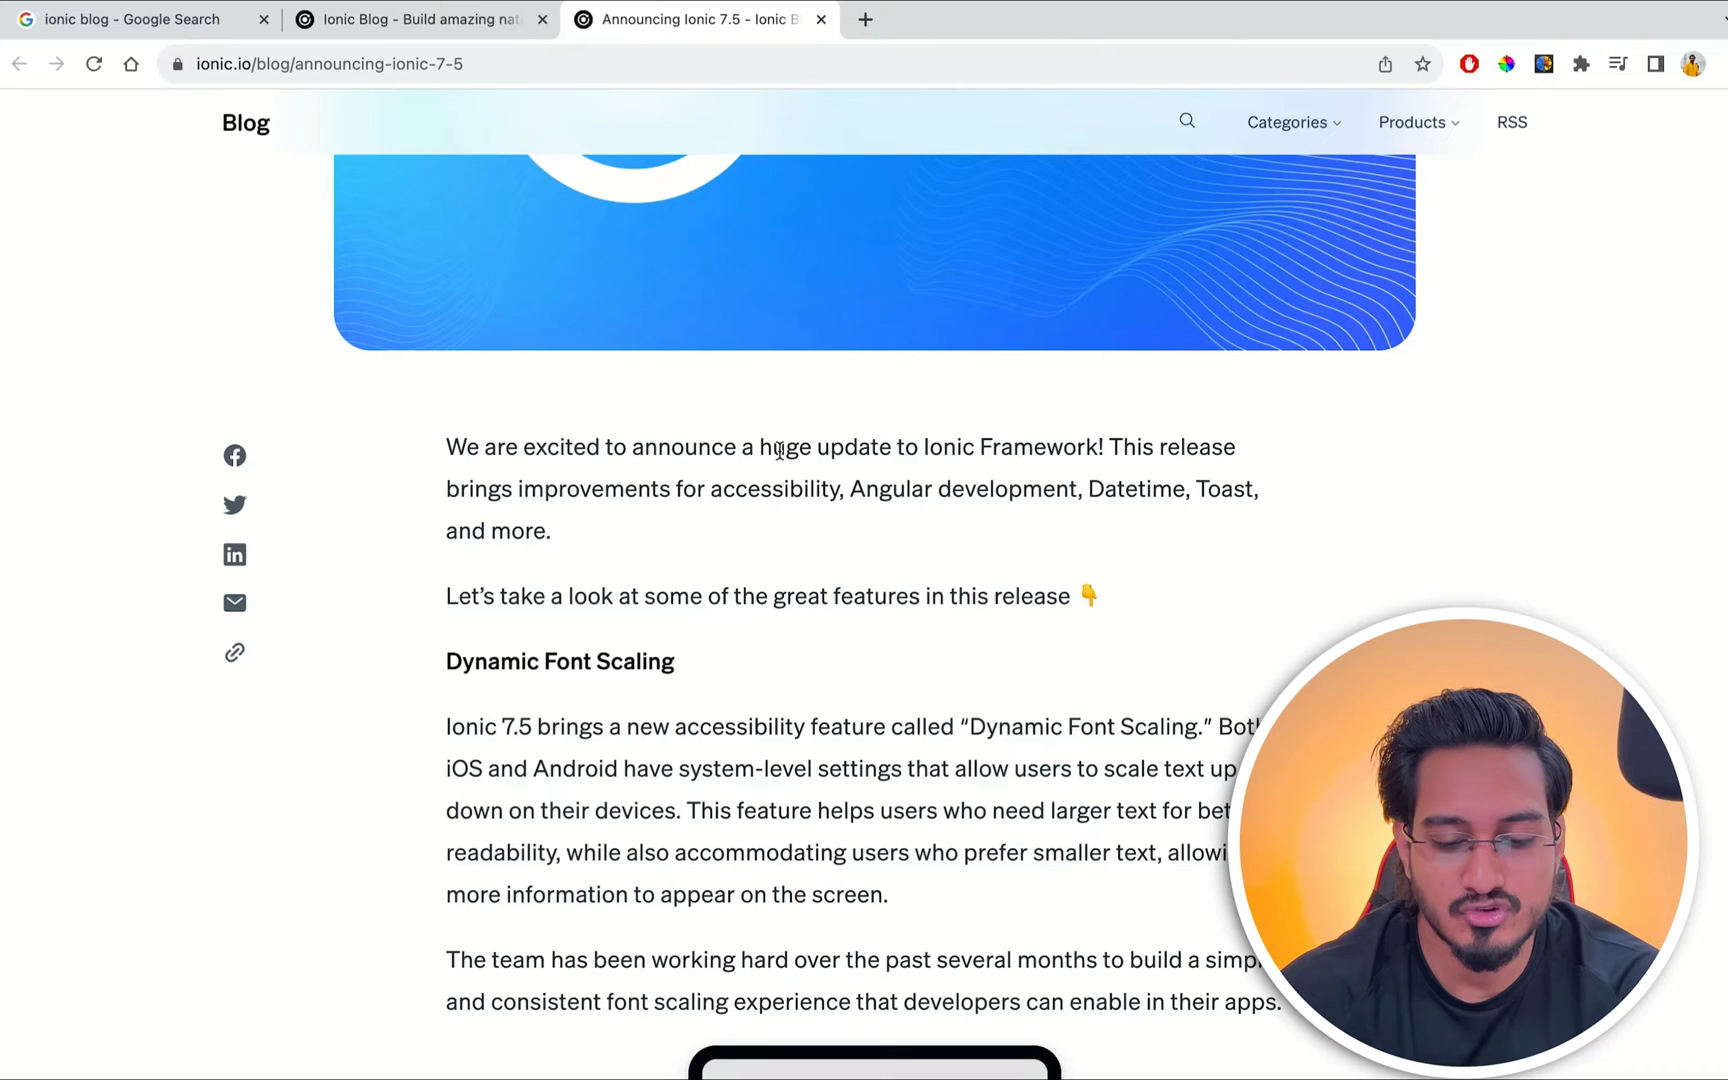 ionic blog - Google Search
Ionic Blog - Build amazing nat
Announcing Ionic 7.5 - Ionic B
ionic.io/blog/announcing-ionic-7-5
Blog
Categories
Products
RSS
We are excited to announce a huge update to Ionic Framework! This release
brings improvements for accessibility, Angular development, Datetime, Toast,
and more.
Let’s take a look at some of the great features in this release 👇
Dynamic Font Scaling
Ionic 7.5 brings a new accessibility feature called “Dynamic Font Scaling.”
iOS and Android have system-level settings that allow users to scale text up
down on their devices. This feature helps users who need larger text for
readability, while also accommodating users who prefer smaller text,
more information to appear on the screen.
The team has been working hard over the past several months to build a
and consistent font scaling experience that developers can enable in their apps.